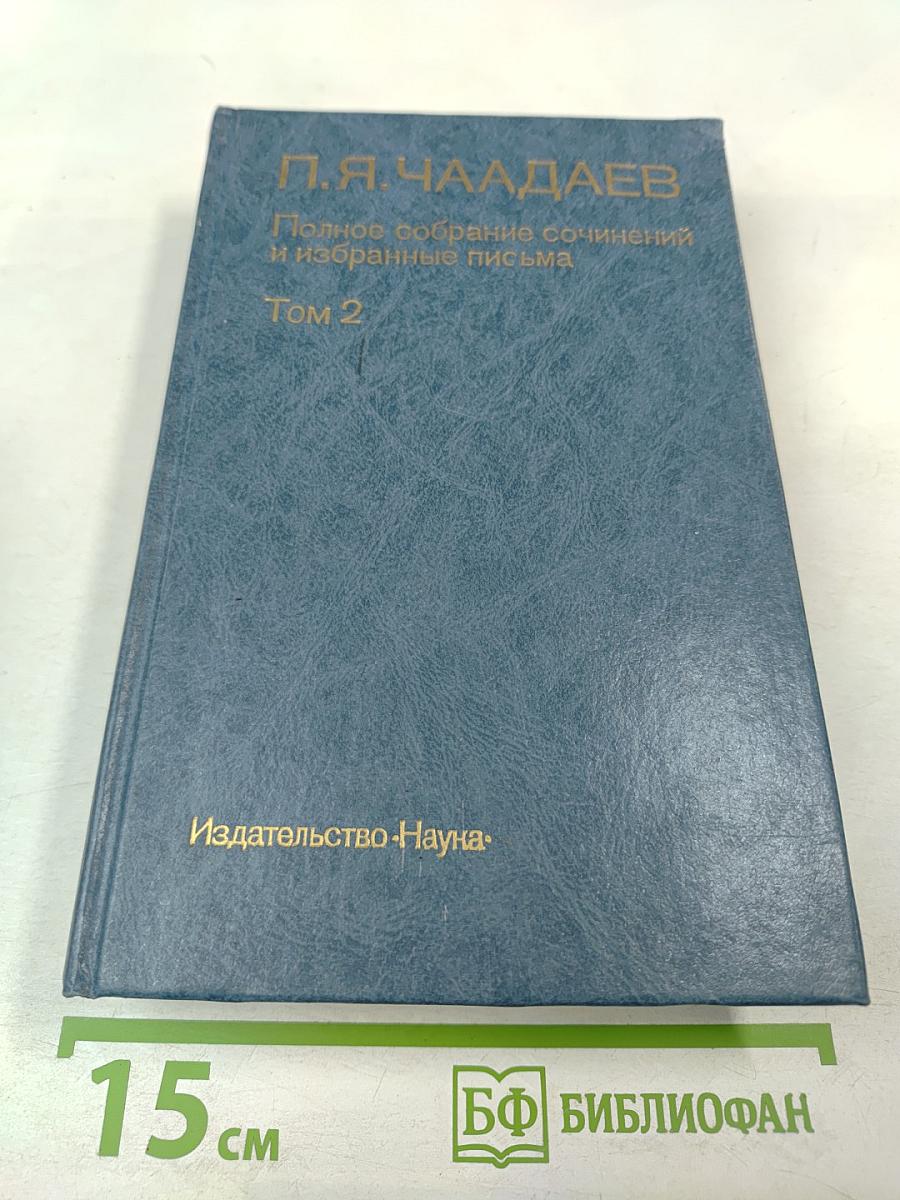 П.Я.ЧААДАЕВ
Полное собрание сочинений
и избранные письма
Том 2
Издательство «Наука»
15 см
БФ БИБЛИОФАН